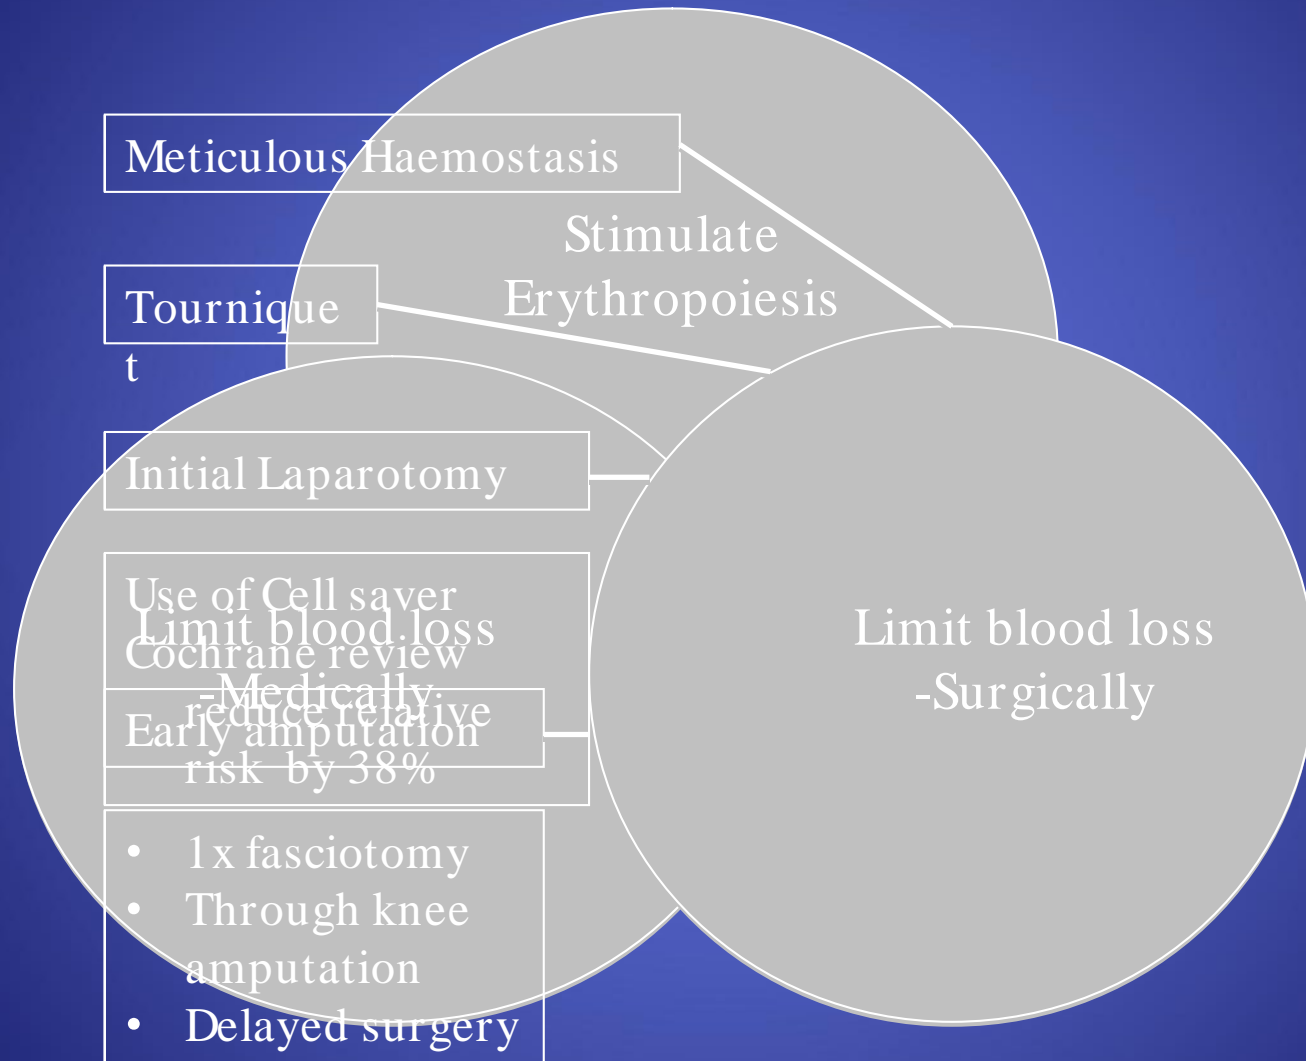 Meticulous Haemostasis
Stimulate
Erythropoiesis
Tournique
t
Initial Laparotomy
Use of Cell saver
Cochrane review
reduce relative
risk by 38%
Limit blood loss
-Medically
Early amputation
• 1x fasciotomy
• Through knee
amputation
• Delayed surgery
Limit blood loss
-Surgically